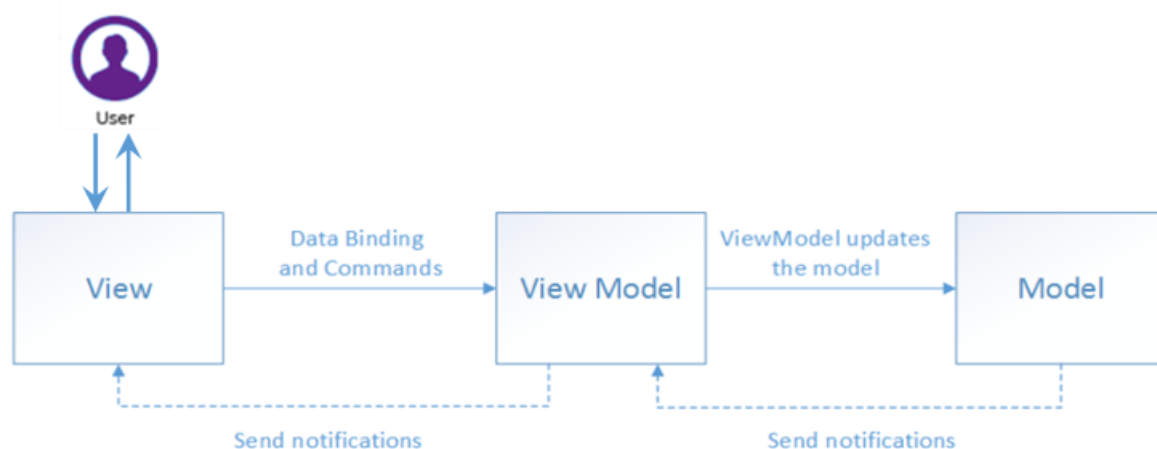 User
Data Binding
and Commands
ViewModel updates
the model
View
View Model
Model
Send notifications
Send notifications